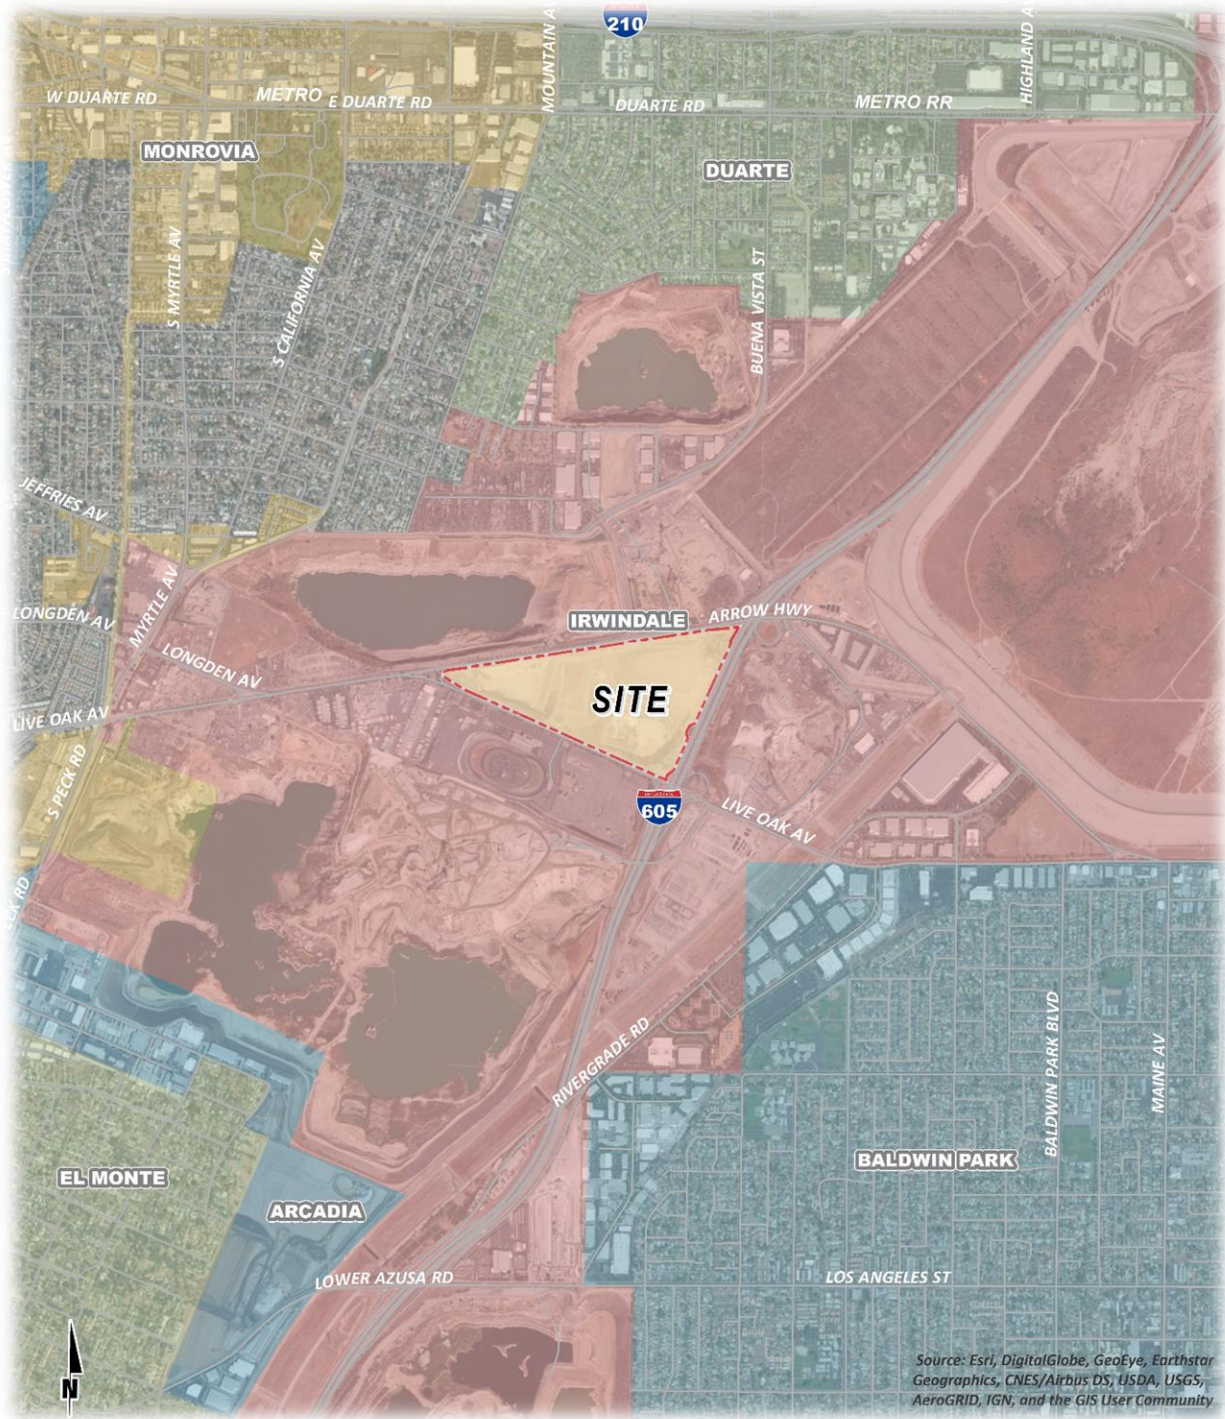 210
MOUNTAIN AV
HIGHLAND A
W DUARTE RD
METRO
E DUARTE RD
DUARTE RD
METRO RR
MONROVIA
DUARTE
S MYRTLE AV
S CALIFORNIA AV
BUENA VISTA ST
JEFFRIES AV
LONGDEN AV
MYRTLE AV
IRWINDALE
ARROW HWY
LONGDEN AV
SITE
LIVE OAK AV
S PECK RD
605
LIVE OAK AV
CK RD
RIVERGRADE RD
BALDWIN PARK BLVD
MAINE AV
EL MONTE
BALDWIN PARK
ARCADIA
LOWER AZUSA RD
LOS ANGELES ST
N
Source: Esri, DigitalGlobe, GeoEye, Earthstar
Geographics, CNES/Airbus DS, USDA, USGS,
AeroGRID, IGN, and the GIS User Community